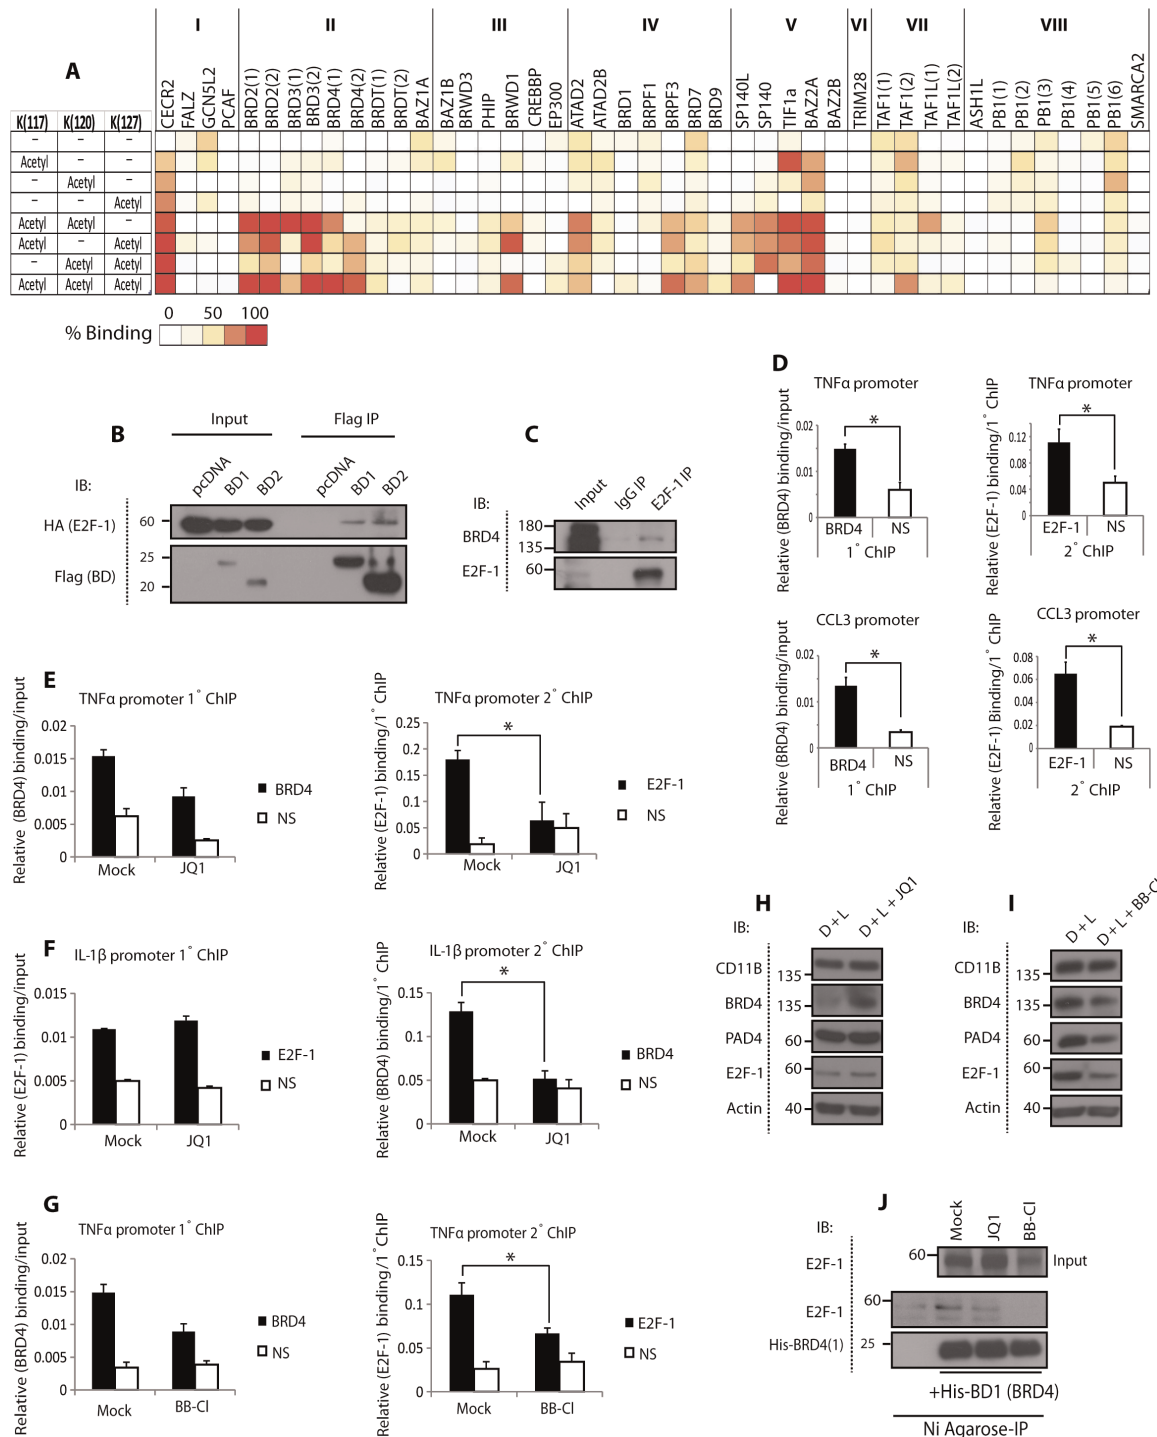 A
I II III IV V VI VII VIII
CECR2 FALZ GCN5L2 PCAF BRD2(1) BRD2(2) BRD3(1) BRD3(2) BRD4(1) BRD4(2) BRDT(1) BRDT(2) BAZ1A BAZ1B BRWD3 PHIP BRWD1 CREBBP EP300 ATAD2 ATAD2B BRD1 BRPF1 BRPF3 BRD7 BRD9 SP140L SP140 TIF1a BAZ2A BAZ2B TRIM28 TAF1(1) TAF1(2) TAF1L(1) TAF1L(2) ASH1L PB1(1) PB1(2) PB1(3) PB1(4) PB1(5) PB1(6) SMARCA2
K(117) K(120) K(127)
– – –
Acetyl – –
– Acetyl –
– – Acetyl
Acetyl Acetyl –
Acetyl – Acetyl
– Acetyl Acetyl
Acetyl Acetyl Acetyl
0 50 100
% Binding
B
Input Flag IP
IB: pcDNA BD1 BD2 pcDNA BD1 BD2
HA (E2F-1) 60
Flag (BD) 25
20
C
IB: Input IgG IP E2F-1 IP
BRD4 180
135
E2F-1 60
D
TNFα promoter
Relative (BRD4) binding/input
0.02
0.01
0
*
BRD4 NS
1° ChIP
TNFα promoter
Relative (E2F-1) binding/1° ChIP
0.12
0.08
0.04
0
*
E2F-1 NS
2° ChIP
CCL3 promoter
Relative (BRD4) binding/input
0.02
0.01
0
*
BRD4 NS
1° ChIP
CCL3 promoter
Relative (E2F-1) Binding/1° ChIP
0.08
0.06
0.04
0.02
0
*
E2F-1 NS
2° ChIP
E
TNFα promoter 1° ChIP
Relative (BRD4) binding/input
0.02
0.015
0.01
0.005
0
Mock JQ1
BRD4
NS
TNFα promoter 2° ChIP
Relative (E2F-1) binding/1° ChIP
0.25
0.2
0.15
0.1
0.05
0
*
Mock JQ1
E2F-1
NS
F
IL-1β promoter 1° ChIP
Relative (E2F-1) binding/input
0.015
0.01
0.005
0
Mock JQ1
E2F-1
NS
IL-1β promoter 2° ChIP
Relative (BRD4) binding/1° ChIP
0.15
0.1
0.05
0
*
Mock JQ1
BRD4
NS
G
TNFα promoter 1° ChIP
Relative (BRD4) binding/input
0.02
0.015
0.01
0.005
0
Mock BB-Cl
BRD4
NS
TNFα promoter 2° ChIP
Relative (E2F-1) binding/1° ChIP
0.15
0.1
0.05
0
*
Mock BB-Cl
E2F-1
NS
H
IB: D + L D + L + JQ1
CD11B 135
BRD4 135
PAD4 60
E2F-1 60
Actin 40
I
IB: D + L D + L + BB-Cl
CD11B 135
BRD4 135
PAD4 60
E2F-1 60
Actin 40
J
IB: Mock JQ1 BB-Cl
E2F-1 60 Input
E2F-1 60
His-BRD4(1) 25
+His-BD1 (BRD4)
Ni Agarose-IP